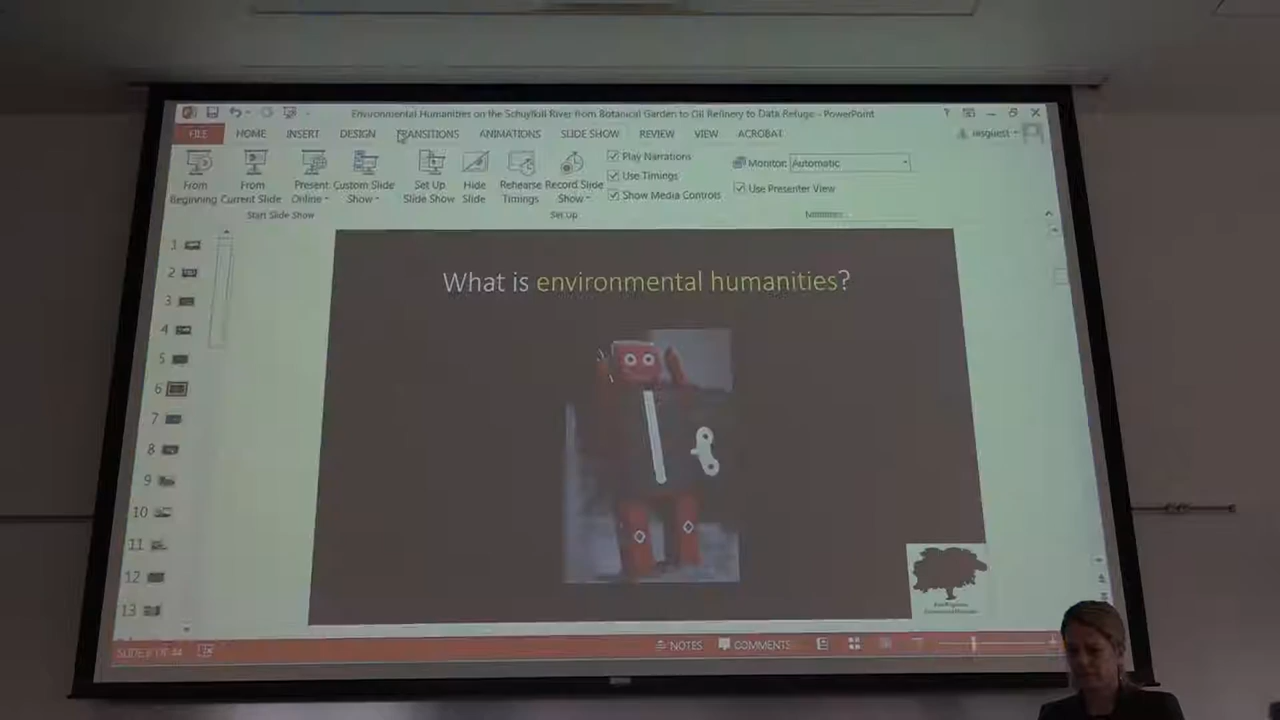 Environmental Humanities on the Schuylkill River from Botanical Garden to Oil Refinery to Data Refuge - PowerPoint
FILE HOME INSERT DESIGN TRANSITIONS ANIMATIONS SLIDE SHOW REVIEW VIEW ACROBAT
From Beginning
From Current Slide
Present Online
Custom Slide Show
Set Up Slide Show
Hide Slide
Rehearse Timings
Record Slide Show
Play Narrations
Use Timings
Show Media Controls
Monitor: Automatic
Use Presenter View
Start Slide Show
Set Up
What is environmental humanities?
1
2
3
4
5
6
7
8
9
10
11
12
13
NOTES COMMENTS